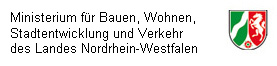 Ministerium für Bauen, Wohnen,
Stadtentwicklung und Verkehr
des Landes Nordrhein-Westfalen